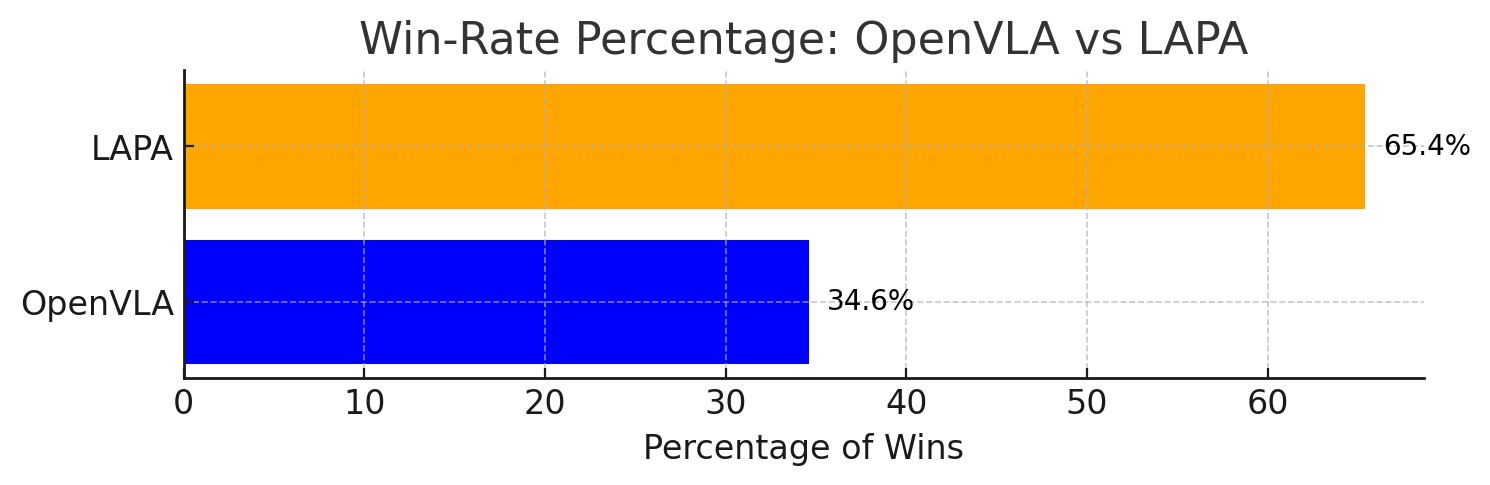 Win-Rate Percentage: OpenVLA vs LAPA
LAPA
65.4%
OpenVLA
34.6%
0 10 20 30 40 50 60
Percentage of Wins